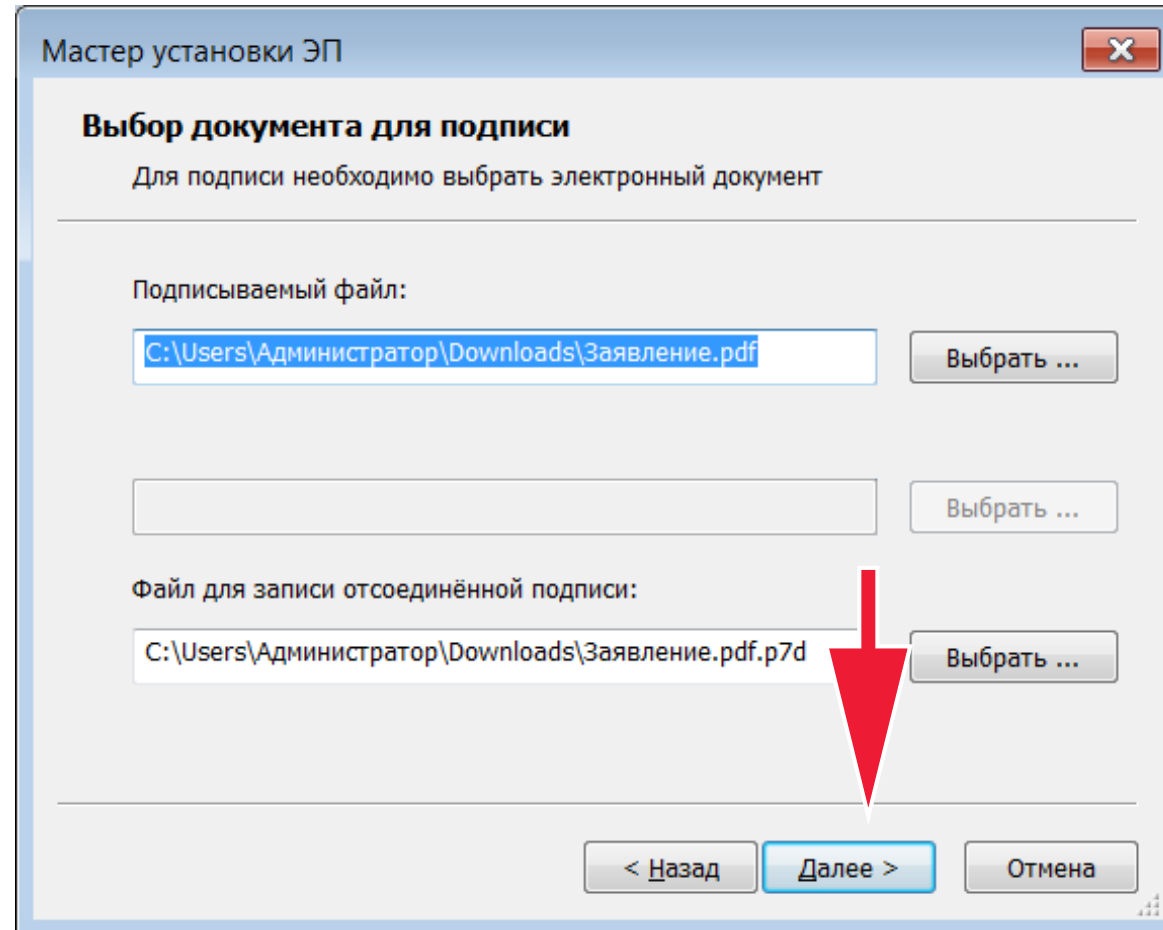 Мастер установки ЭП
Выбор документа для подписи
Для подписи необходимо выбрать электронный документ
Подписываемый файл:
C:\Users\Администратор\Downloads\Заявление.pdf
Выбрать ...
Выбрать ...
Файл для записи отсоединённой подписи:
C:\Users\Администратор\Downloads\Заявление.pdf.p7d
Выбрать ...
< Назад
Далее >
Отмена